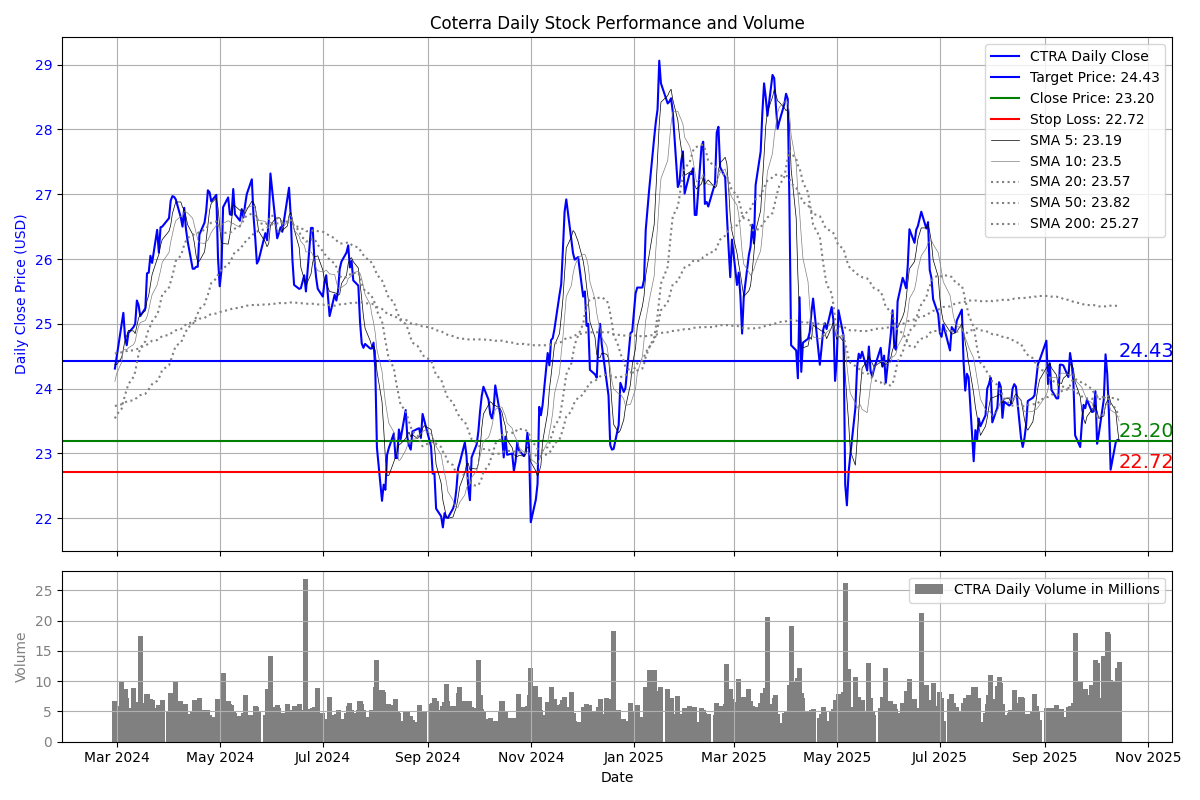 Coterra Daily Stock Performance and Volume
Daily Close Price (USD)
29
28
27
26
25
24
23
22
CTRA Daily Close
Target Price: 24.43
Close Price: 23.20
Stop Loss: 22.72
SMA 5: 23.19
SMA 10: 23.5
SMA 20: 23.57
SMA 50: 23.82
SMA 200: 25.27
24.43
23.20
22.72
Volume
25
20
15
10
5
0
CTRA Daily Volume in Millions
Mar 2024
May 2024
Jul 2024
Sep 2024
Nov 2024
Jan 2025
Mar 2025
May 2025
Jul 2025
Sep 2025
Nov 2025
Date